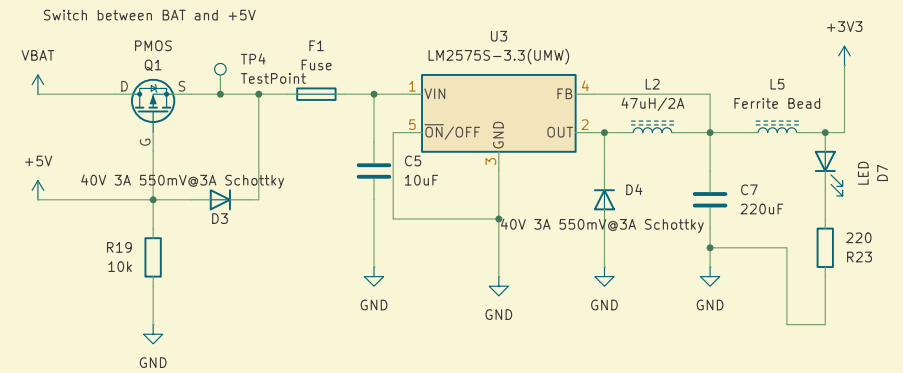 Switch between BAT and +5V
VBAT
PMOS
Q1
D
S
G
TP4
TestPoint
F1
Fuse
U3
LM2575S-3.3(UMW)
1
VIN
FB
4
5
ON/OFF
GND
OUT
2
3
L2
47uH/2A
L5
Ferrite Bead
+3V3
+5V
40V 3A 550mV@3A Schottky
D3
C5
10uF
D4
40V 3A 550mV@3A Schottky
C7
220uF
LED
D7
R19
10k
220
R23
GND
GND
GND
GND
GND